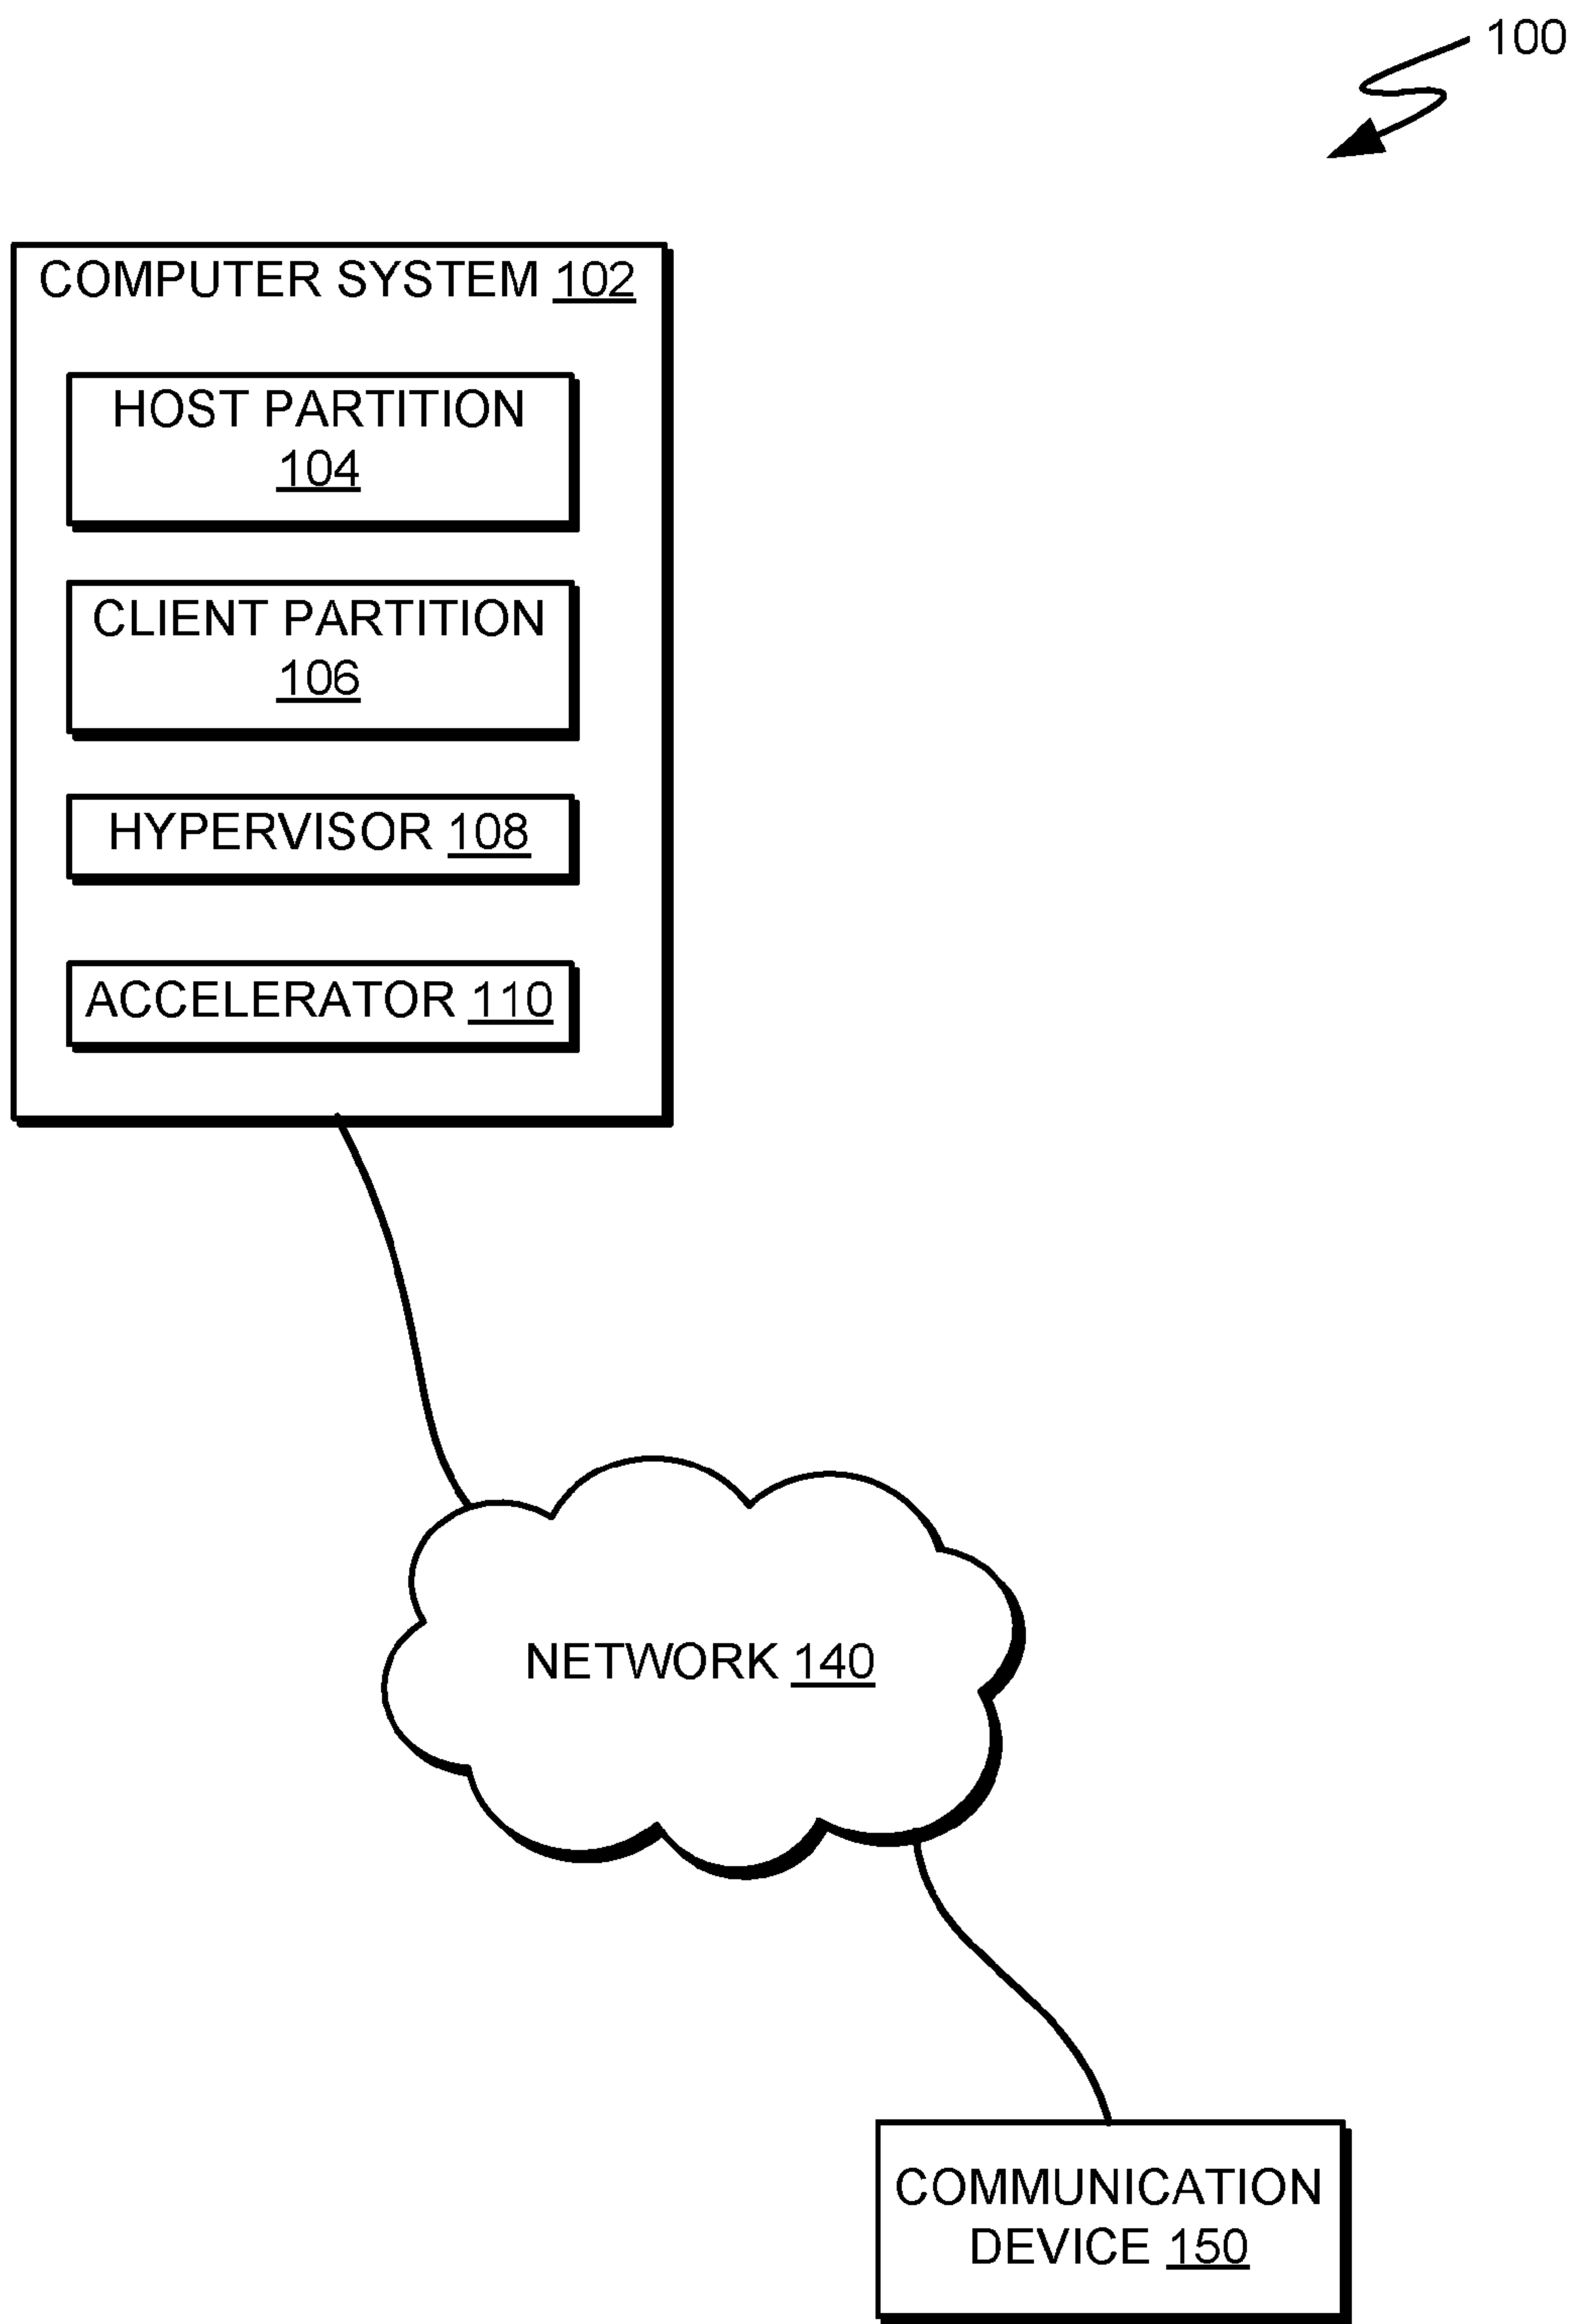 100
COMPUTER SYSTEM 102
HOST PARTITION
104
CLIENT PARTITION
106
HYPERVISOR 108
ACCELERATOR 110
NETWORK 140
COMMUNICATION
DEVICE 150